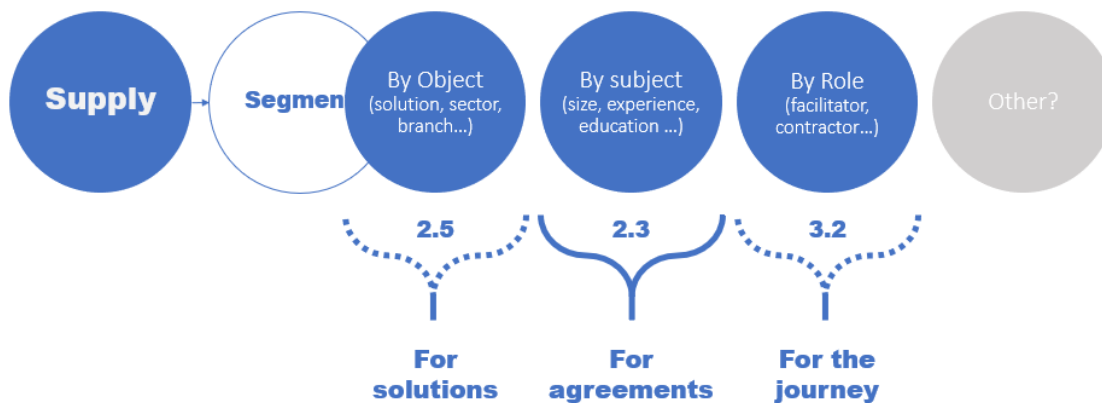 Supply
Segmen
By Object
(solution, sector,
branch...)
By subject
(size, experience,
education ...)
By Role
(facilitator,
contractor...)
Other?
2.5
2.3
3.2
For
solutions
For
agreements
For the
journey